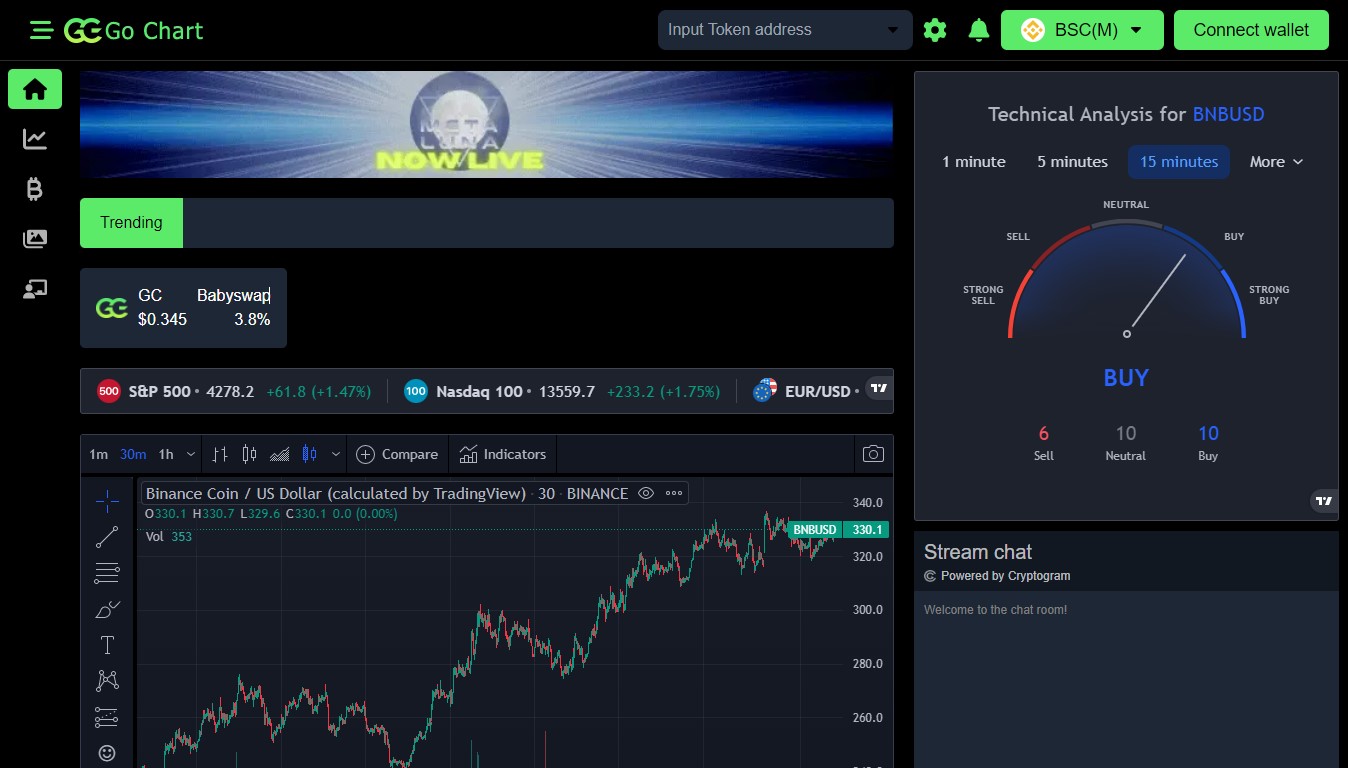 Go Chart
Input Token address
BSC(M)
Connect wallet
META
LUNA
NOW LIVE
Trending
GC Babyswap
$0.345 3.8%
500 S&P 500 • 4278.2 +61.8 (+1.47%) 100 Nasdaq 100 • 13559.7 +233.2 (+1.75%) EUR/USD •
1m 30m 1h Compare Indicators
Binance Coin / US Dollar (calculated by TradingView) · 30 · BINANCE
O330.1 H330.7 L329.6 C330.1 0.0 (0.00%)
Vol 353
340.0
BNBUSD 330.1
320.0
300.0
280.0
260.0
Technical Analysis for BNBUSD
1 minute 5 minutes 15 minutes More
NEUTRAL
SELL BUY
STRONG SELL
STRONG BUY
BUY
6 10 10
Sell Neutral Buy
Stream chat
Powered by Cryptogram
Welcome to the chat room!